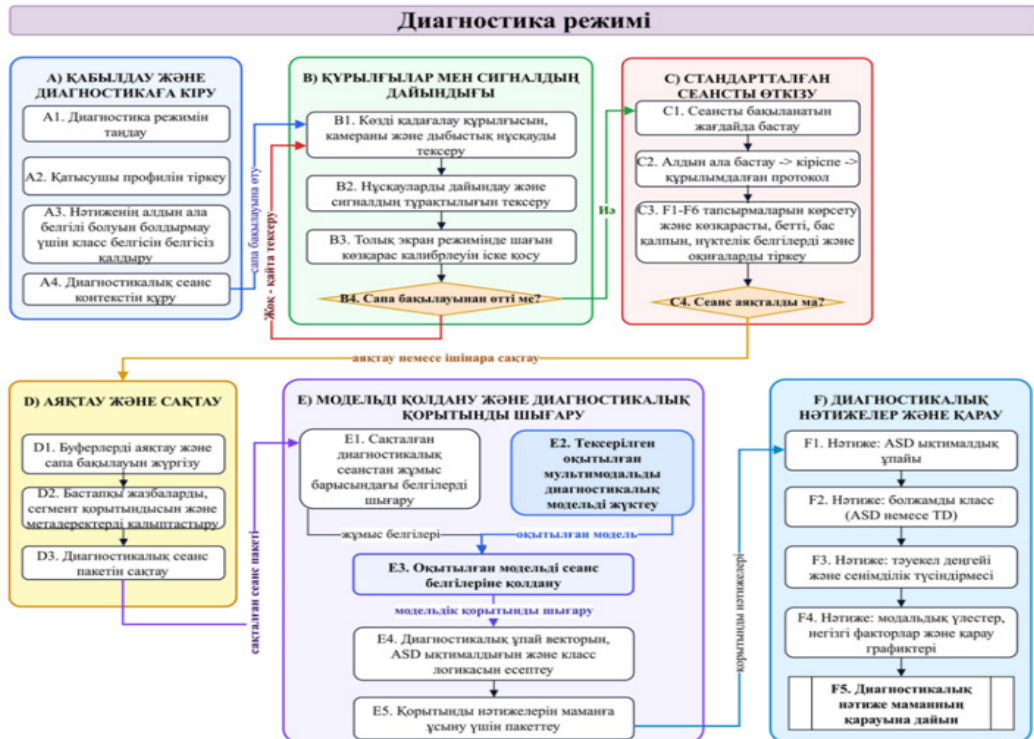 Диагностика режимі
A) ҚАБЫЛДАУ ЖӘНЕ
ДИАГНОСТИКАҒА КІРУ
A1. Диагностика режимін
таңдау
A2. Қатысушы профилін тіркеу
A3. Нәтиженің алдын ала
белгілі болуын болдырмау
үшін класс белгісін белгісіз
қалдыру
A4. Диагностикалық сеанс
контекстін құру
сапа бақылауына өту
B) ҚҰРЫЛҒЫЛАР МЕН СИГНАЛДЫҢ
ДАЙЫНДЫҒЫ
B1. Көзді қадағалау құрылғысын,
камераны және дыбыстық нұсқауды
тексеру
B2. Нұсқауларды дайындау және
сигналдың тұрақтылығын тексеру
B3. Толық экран режимінде шағын
көзқарас калибрлеуін іске қосу
B4. Сапа бақылауынан өтті ме?
Жоқ - қайта тексеру
Иә
C) СТАНДАРТТАЛҒАН
СЕАНСТЫ ӨТКІЗУ
C1. Сеансты бақыланатын
жағдайда бастау
C2. Алдын ала бастау -> кіріспе ->
құрылымдалған протокол
C3. F1-F6 тапсырмаларын көрсету
және көзқарасты, бетті, бас
қалпын, нүктелік белгілерді және
оқиғаларды тіркеу
C4. Сеанс аяқталды ма?
аяқтау немесе ішінара сақтау
D) АЯҚТАУ ЖӘНЕ САҚТАУ
D1. Буферлерді аяқтау және
сапа бақылауын жүргізу
D2. Бастапқы жазбаларды,
сегмент қорытындысын және
метадеректерді қалыптастыру
D3. Диагностикалық сеанс
пакетін сақтау
сақталған сеанс пакеті
E) МОДЕЛЬДІ ҚОЛДАНУ ЖӘНЕ ДИАГНОСТИКАЛЫҚ
ҚОРЫТЫНДЫ ШЫҒАРУ
E1. Сақталған
диагностикалық
сеанстан жұмыс
барысындағы белгілерді
шығару
E2. Тексерілген
оқытылған
мультимодальды
диагностикалық
модельді жүктеу
жұмыс белгілері
оқытылған модель
E3. Оқытылған модельді сеанс
белгілеріне қолдану
модельдік қорытынды шығару
E4. Диагностикалық ұпай векторын,
ASD ықтималдығын және класс
логикасын есептеу
E5. Қорытынды нәтижелерін маманға
ұсыну үшін пакеттеу
қорытынды нәтижелері
F) ДИАГНОСТИКАЛЫҚ
НӘТИЖЕЛЕР ЖӘНЕ ҚАРАУ
F1. Нәтиже: ASD ықтималдық
ұпайы
F2. Нәтиже: болжамды класс
(ASD немесе TD)
F3. Нәтиже: тәуекел деңгейі
және сенімділік түсіндірмесі
F4. Нәтиже: модальдық үлестер,
негізгі факторлар және қарау
графиктері
F5. Диагностикалық
нәтиже маманның
қарауына дайын